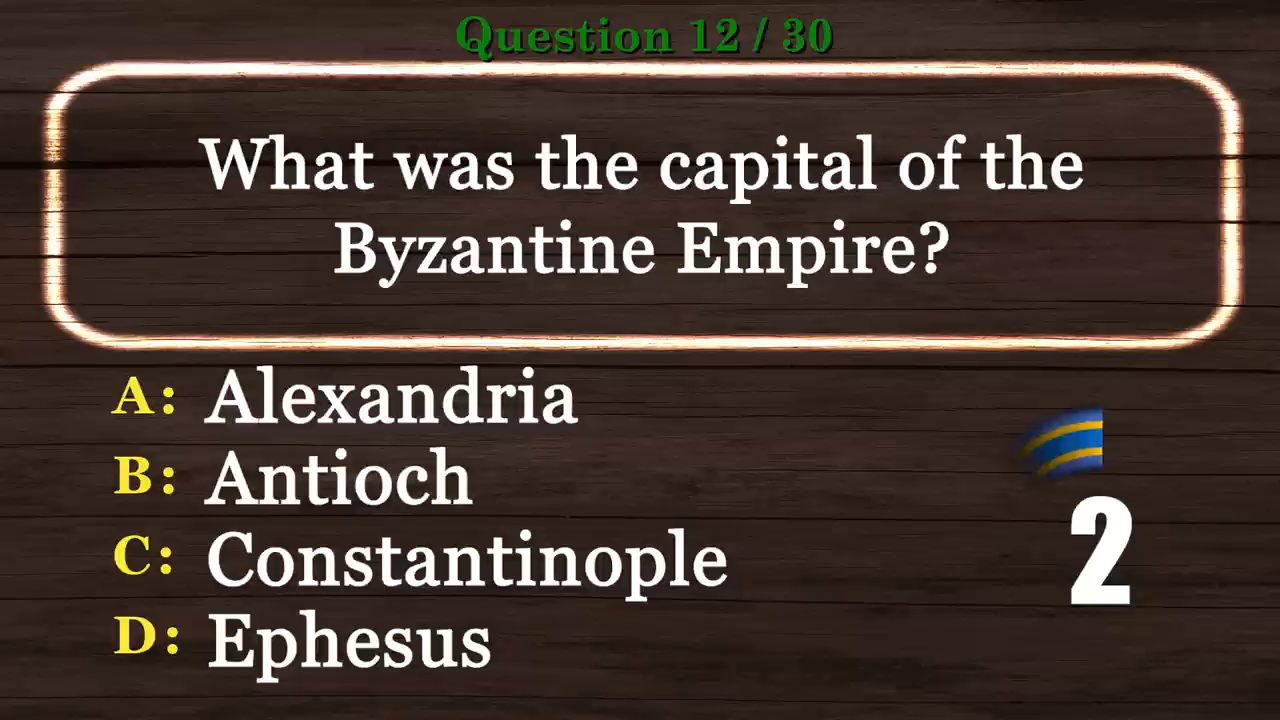 Question 12 / 30
What was the capital of the
Byzantine Empire?
A: Alexandria
B: Antioch
C: Constantinople
2
D: Ephesus